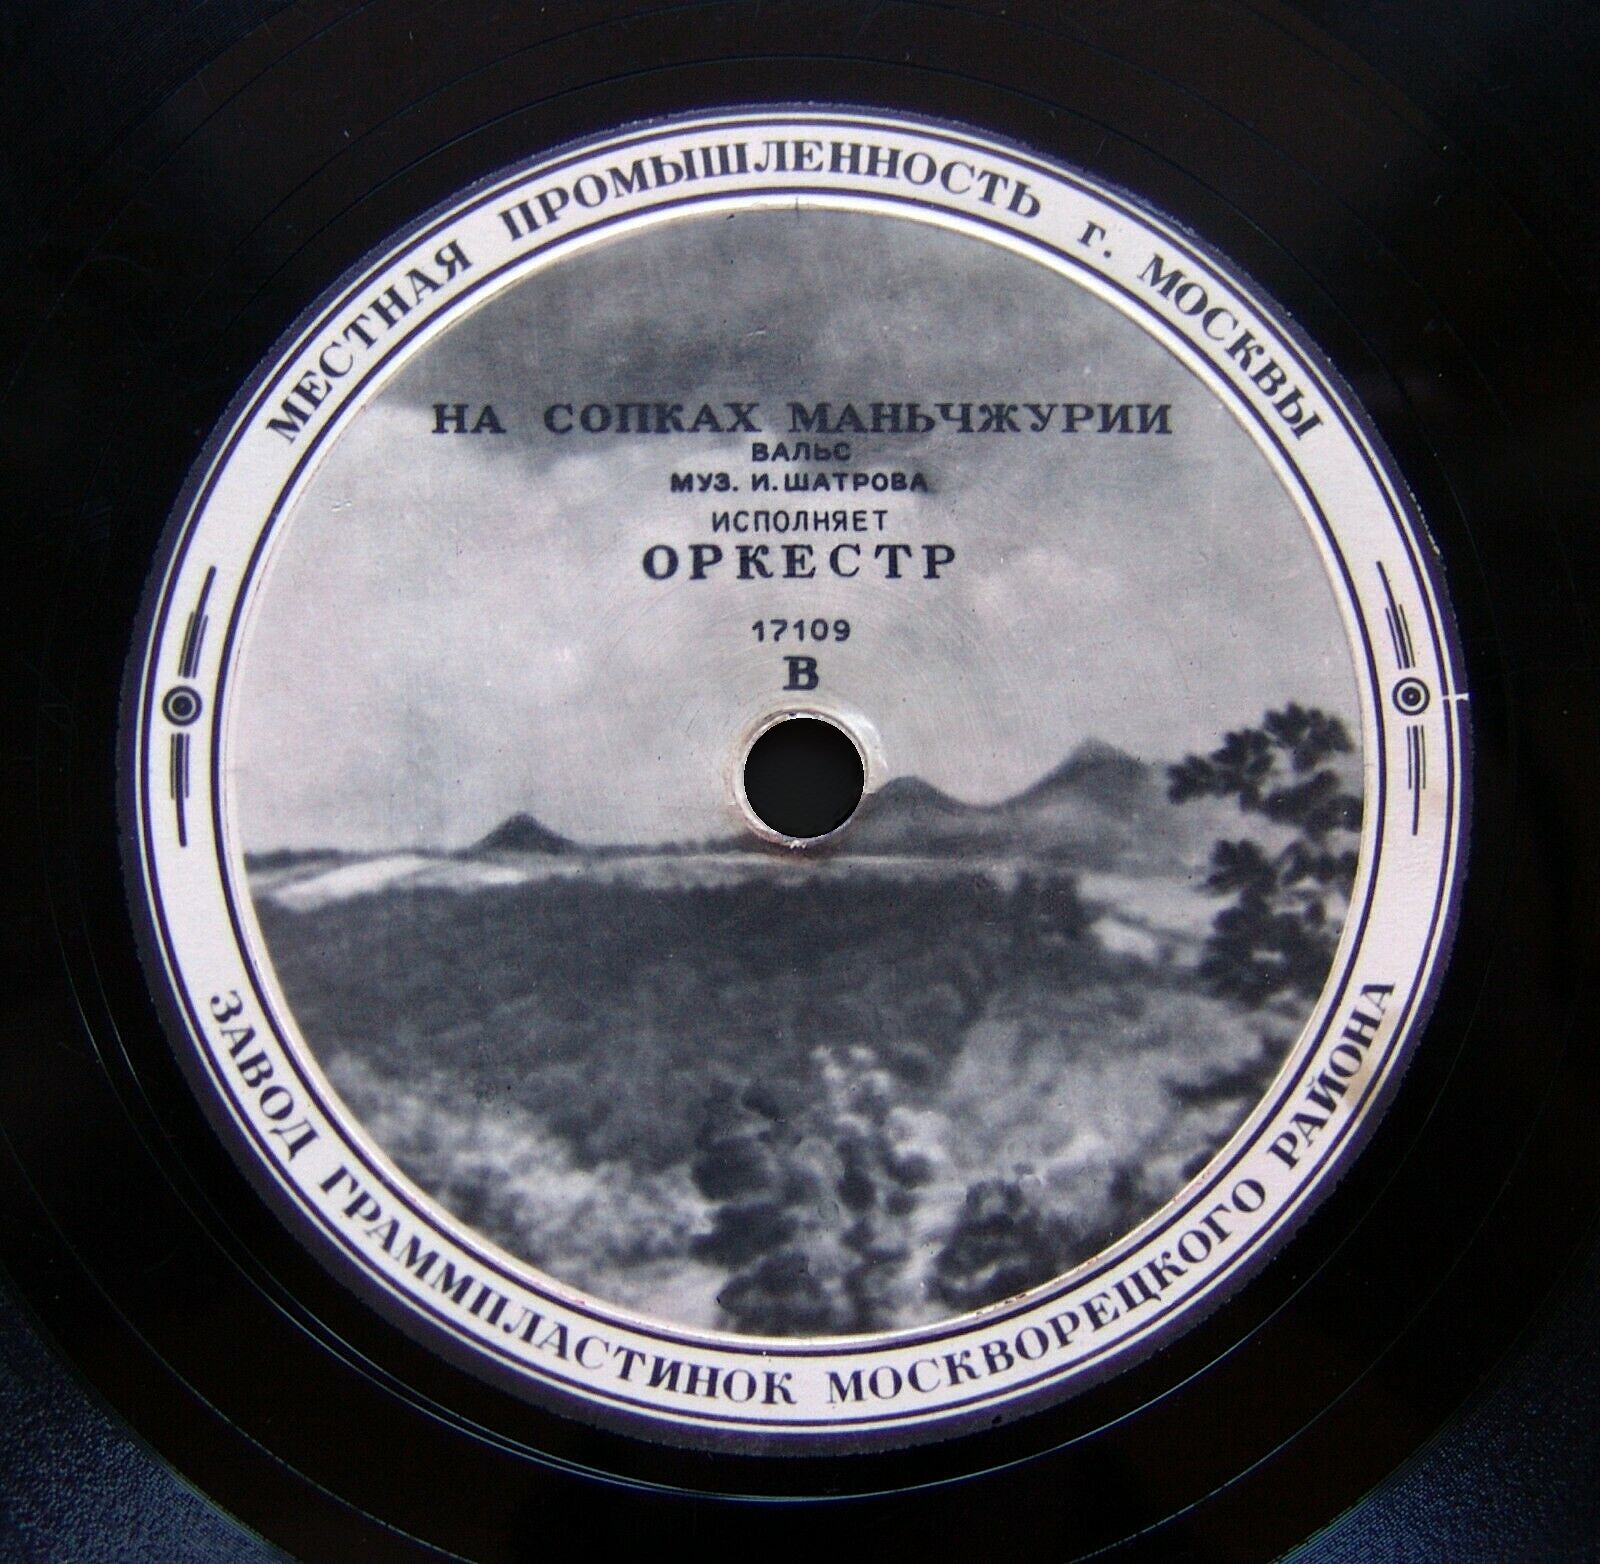 МЕСТНАЯ ПРОМЫШЛЕННОСТЬ г. МОСКВЫ
НА СОПКАХ МАНЬЧЖУРИИ
ВАЛЬС
МУЗ. И. ШАТРОВА
ИСПОЛНЯЕТ
ОРКЕСТР
17109
В
ЗАВОД ГРАММПЛАСТИНОК МОСКВОРЕЦКОГО РАЙОНА